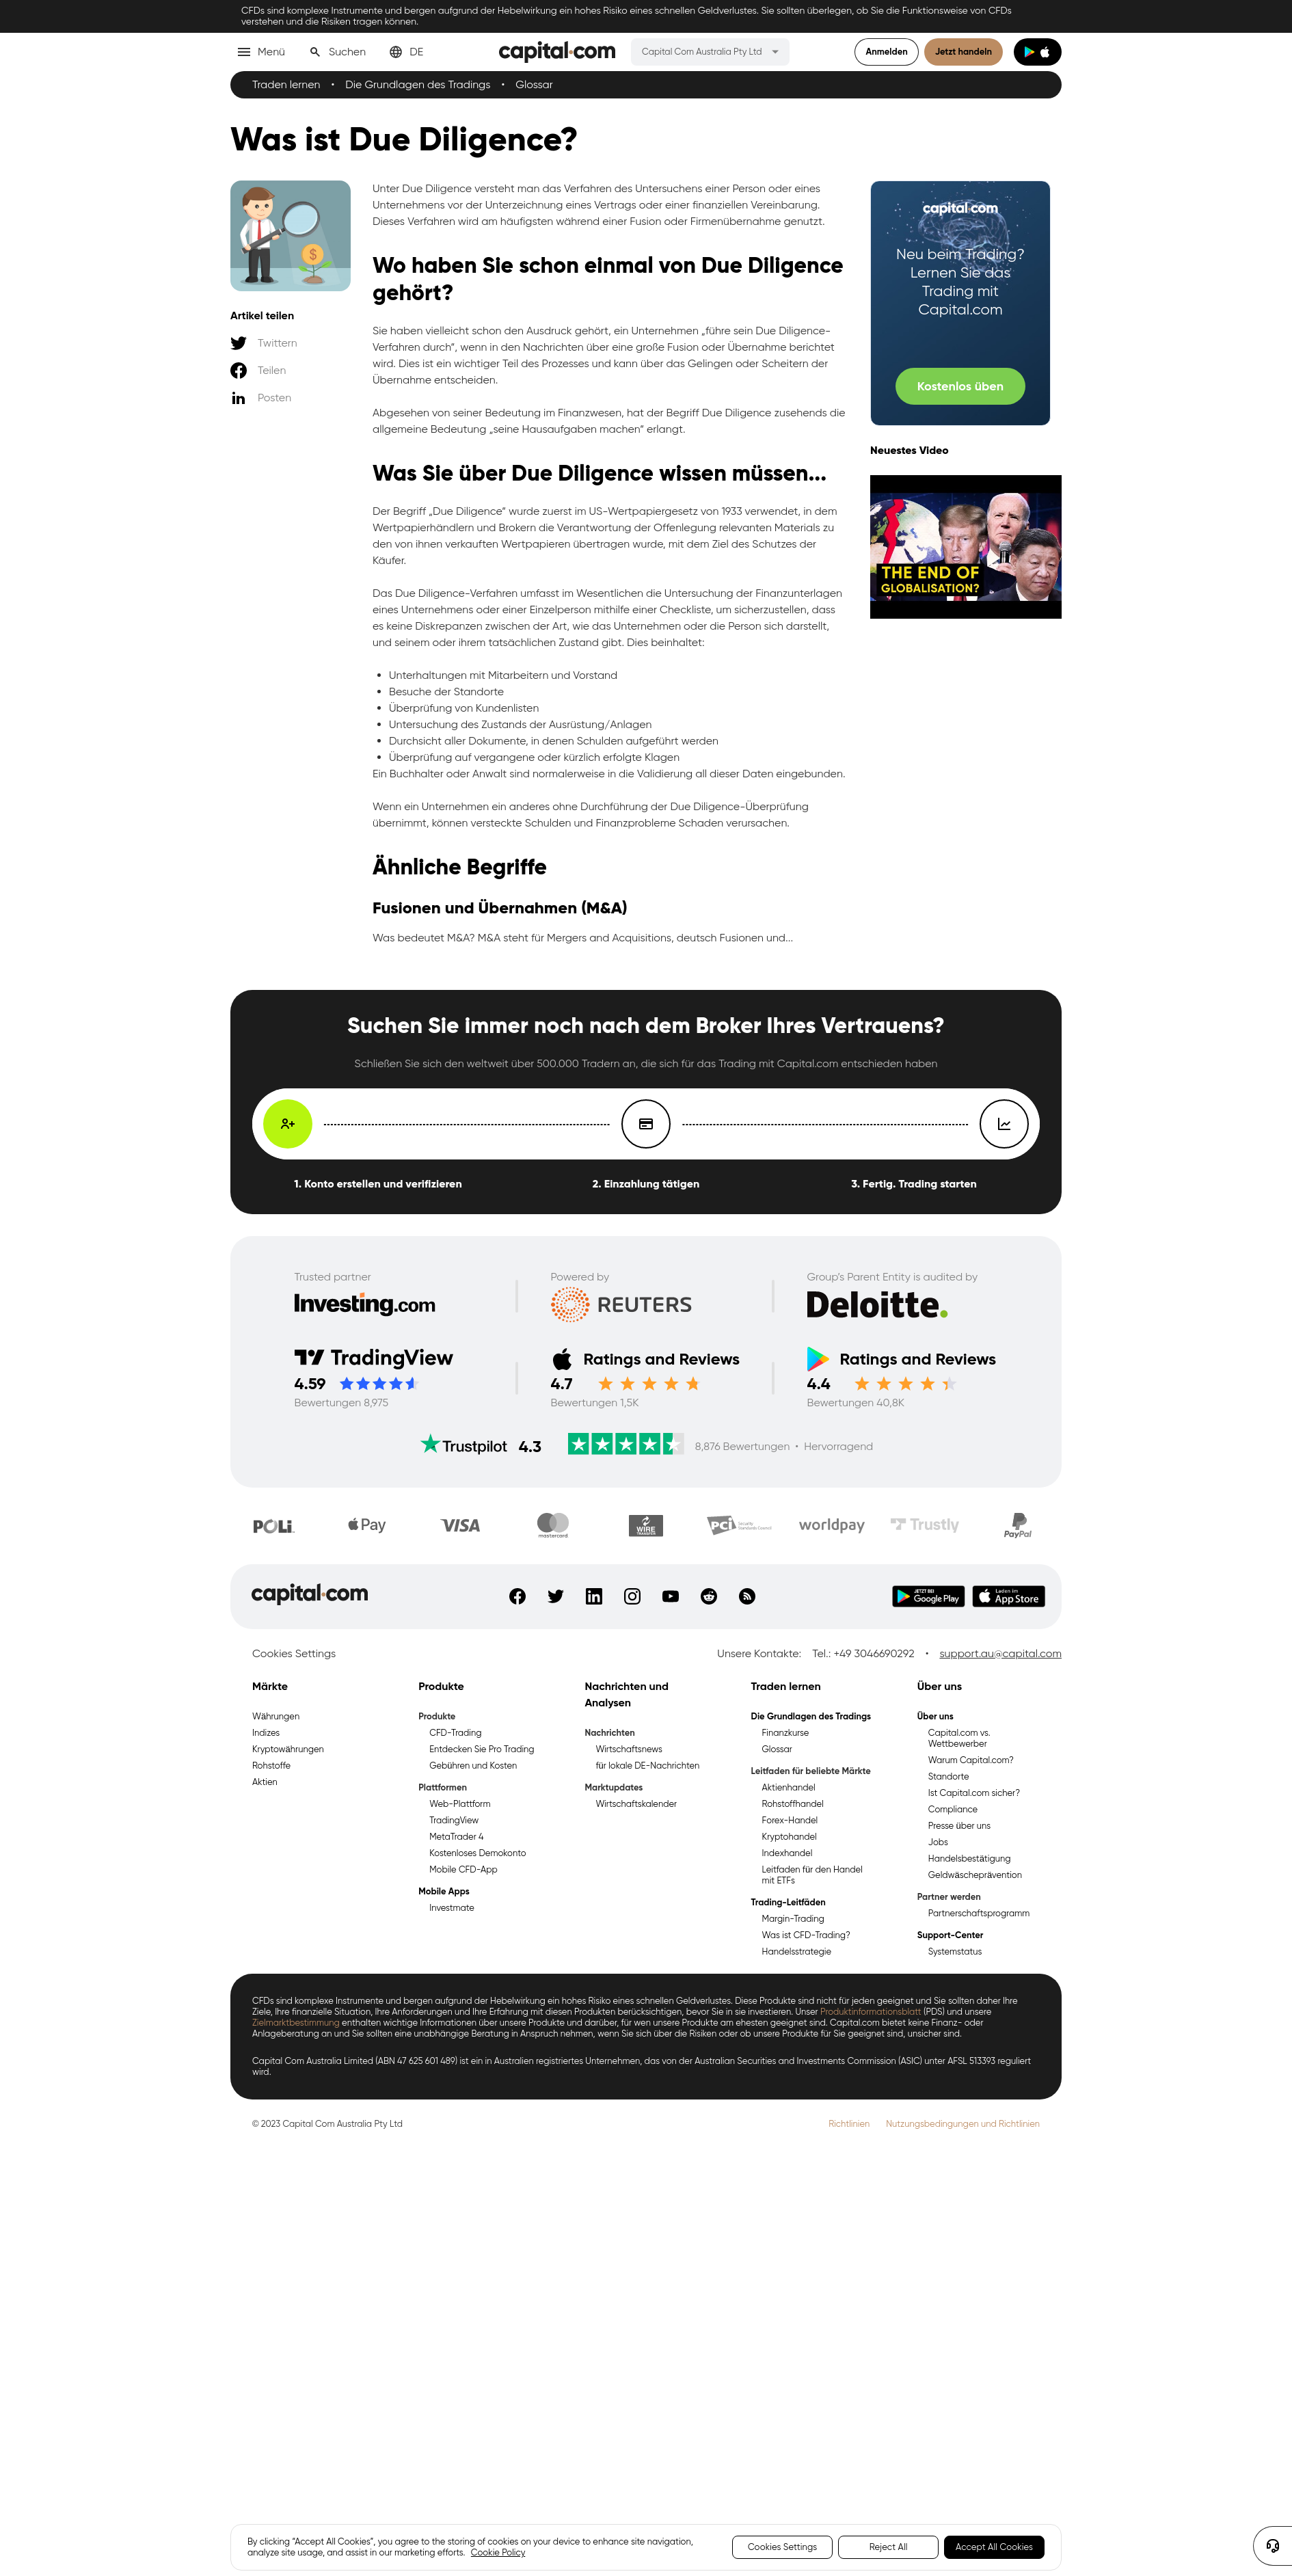 CFDs sind komplexe Instrumente und bergen aufgrund der Hebelwirkung ein hohes Risiko eines schnellen Geldverlustes. Sie sollten überlegen, ob Sie die Funktionsweise von CFDs
verstehen und die Risiken tragen können.
Menü
Suchen
DE
capital.com
Capital Com Australia Pty Ltd
Anmelden
Jetzt handeln
Traden lernen • Die Grundlagen des Tradings • Glossar
Was ist Due Diligence?
Artikel teilen
Twittern
Teilen
Posten
Unter Due Diligence versteht man das Verfahren des Untersuchens einer Person oder eines
Unternehmens vor der Unterzeichnung eines Vertrags oder einer finanziellen Vereinbarung.
Dieses Verfahren wird am häufigsten während einer Fusion oder Firmenübernahme genutzt.
Wo haben Sie schon einmal von Due Diligence
gehört?
Sie haben vielleicht schon den Ausdruck gehört, ein Unternehmen „führe sein Due Diligence-
Verfahren durch“, wenn in den Nachrichten über eine große Fusion oder Übernahme berichtet
wird. Dies ist ein wichtiger Teil des Prozesses und kann über das Gelingen oder Scheitern der
Übernahme entscheiden.
Abgesehen von seiner Bedeutung im Finanzwesen, hat der Begriff Due Diligence zusehends die
allgemeine Bedeutung „seine Hausaufgaben machen“ erlangt.
Was Sie über Due Diligence wissen müssen...
Der Begriff „Due Diligence“ wurde zuerst im US-Wertpapiergesetz von 1933 verwendet, in dem
Wertpapierhändlern und Brokern die Verantwortung der Offenlegung relevanten Materials zu
den von ihnen verkauften Wertpapieren übertragen wurde, mit dem Ziel des Schutzes der
Käufer.
Das Due Diligence-Verfahren umfasst im Wesentlichen die Untersuchung der Finanzunterlagen
eines Unternehmens oder einer Einzelperson mithilfe einer Checkliste, um sicherzustellen, dass
es keine Diskrepanzen zwischen der Art, wie das Unternehmen oder die Person sich darstellt,
und seinem oder ihrem tatsächlichen Zustand gibt. Dies beinhaltet:
• Unterhaltungen mit Mitarbeitern und Vorstand
• Besuche der Standorte
• Überprüfung von Kundenlisten
• Untersuchung des Zustands der Ausrüstung/Anlagen
• Durchsicht aller Dokumente, in denen Schulden aufgeführt werden
• Überprüfung auf vergangene oder kürzlich erfolgte Klagen
Ein Buchhalter oder Anwalt sind normalerweise in die Validierung all dieser Daten eingebunden.
Wenn ein Unternehmen ein anderes ohne Durchführung der Due Diligence-Überprüfung
übernimmt, können versteckte Schulden und Finanzprobleme Schaden verursachen.
Ähnliche Begriffe
Fusionen und Übernahmen (M&A)
Was bedeutet M&A? M&A steht für Mergers and Acquisitions, deutsch Fusionen und...
capital.com
Neu beim Trading?
Lernen Sie das
Trading mit
Capital.com
Kostenlos üben
Neuestes Video
THE END OF
GLOBALISATION?
Suchen Sie immer noch nach dem Broker Ihres Vertrauens?
Schließen Sie sich den weltweit über 500.000 Tradern an, die sich für das Trading mit Capital.com entschieden haben
1. Konto erstellen und verifizieren
2. Einzahlung tätigen
3. Fertig. Trading starten
Trusted partner
Investing.com
Powered by
REUTERS
Group's Parent Entity is audited by
Deloitte.
TradingView
4.59
Bewertungen 8,975
Ratings and Reviews
4.7
Bewertungen 1,5K
Ratings and Reviews
4.4
Bewertungen 40,8K
Trustpilot 4.3
8,876 Bewertungen • Hervorragend
POLi
Pay
VISA
mastercard
WIRE
TRANSFER
PCI Security
Standards Council
worldpay
Trustly
PayPal
capital.com
JETZT BEI
Google Play
Laden im
App Store
Cookies Settings
Unsere Kontakte: Tel.: +49 3046690292 • support.au@capital.com
Märkte
Währungen
Indizes
Kryptowährungen
Rohstoffe
Aktien
Produkte
Produkte
CFD-Trading
Entdecken Sie Pro Trading
Gebühren und Kosten
Plattformen
Web-Plattform
TradingView
MetaTrader 4
Kostenloses Demokonto
Mobile CFD-App
Mobile Apps
Investmate
Nachrichten und
Analysen
Nachrichten
Wirtschaftsnews
für lokale DE-Nachrichten
Marktupdates
Wirtschaftskalender
Traden lernen
Die Grundlagen des Tradings
Finanzkurse
Glossar
Leitfaden für beliebte Märkte
Aktienhandel
Rohstoffhandel
Forex-Handel
Kryptohandel
Indexhandel
Leitfaden für den Handel
mit ETFs
Trading-Leitfäden
Margin-Trading
Was ist CFD-Trading?
Handelsstrategie
Über uns
Über uns
Capital.com vs.
Wettbewerber
Warum Capital.com?
Standorte
Ist Capital.com sicher?
Compliance
Presse über uns
Jobs
Handelsbestätigung
Geldwäscheprävention
Partner werden
Partnerschaftsprogramm
Support-Center
Systemstatus
CFDs sind komplexe Instrumente und bergen aufgrund der Hebelwirkung ein hohes Risiko eines schnellen Geldverlustes. Diese Produkte sind nicht für jeden geeignet und Sie sollten daher Ihre
Ziele, Ihre finanzielle Situation, Ihre Anforderungen und Ihre Erfahrung mit diesen Produkten berücksichtigen, bevor Sie in sie investieren. Unser Produktinformationsblatt (PDS) und unsere
Zielmarktbestimmung enthalten wichtige Informationen über unsere Produkte und darüber, für wen unsere Produkte am ehesten geeignet sind. Capital.com bietet keine Finanz- oder
Anlageberatung an und Sie sollten eine unabhängige Beratung in Anspruch nehmen, wenn Sie sich über die Risiken oder ob unsere Produkte für Sie geeignet sind, unsicher sind.
Capital Com Australia Limited (ABN 47 625 601 489) ist ein in Australien registriertes Unternehmen, das von der Australian Securities and Investments Commission (ASIC) unter AFSL 513393 reguliert
wird.
© 2023 Capital Com Australia Pty Ltd
Richtlinien
Nutzungsbedingungen und Richtlinien
By clicking “Accept All Cookies”, you agree to the storing of cookies on your device to enhance site navigation,
analyze site usage, and assist in our marketing efforts. Cookie Policy
Cookies Settings
Reject All
Accept All Cookies